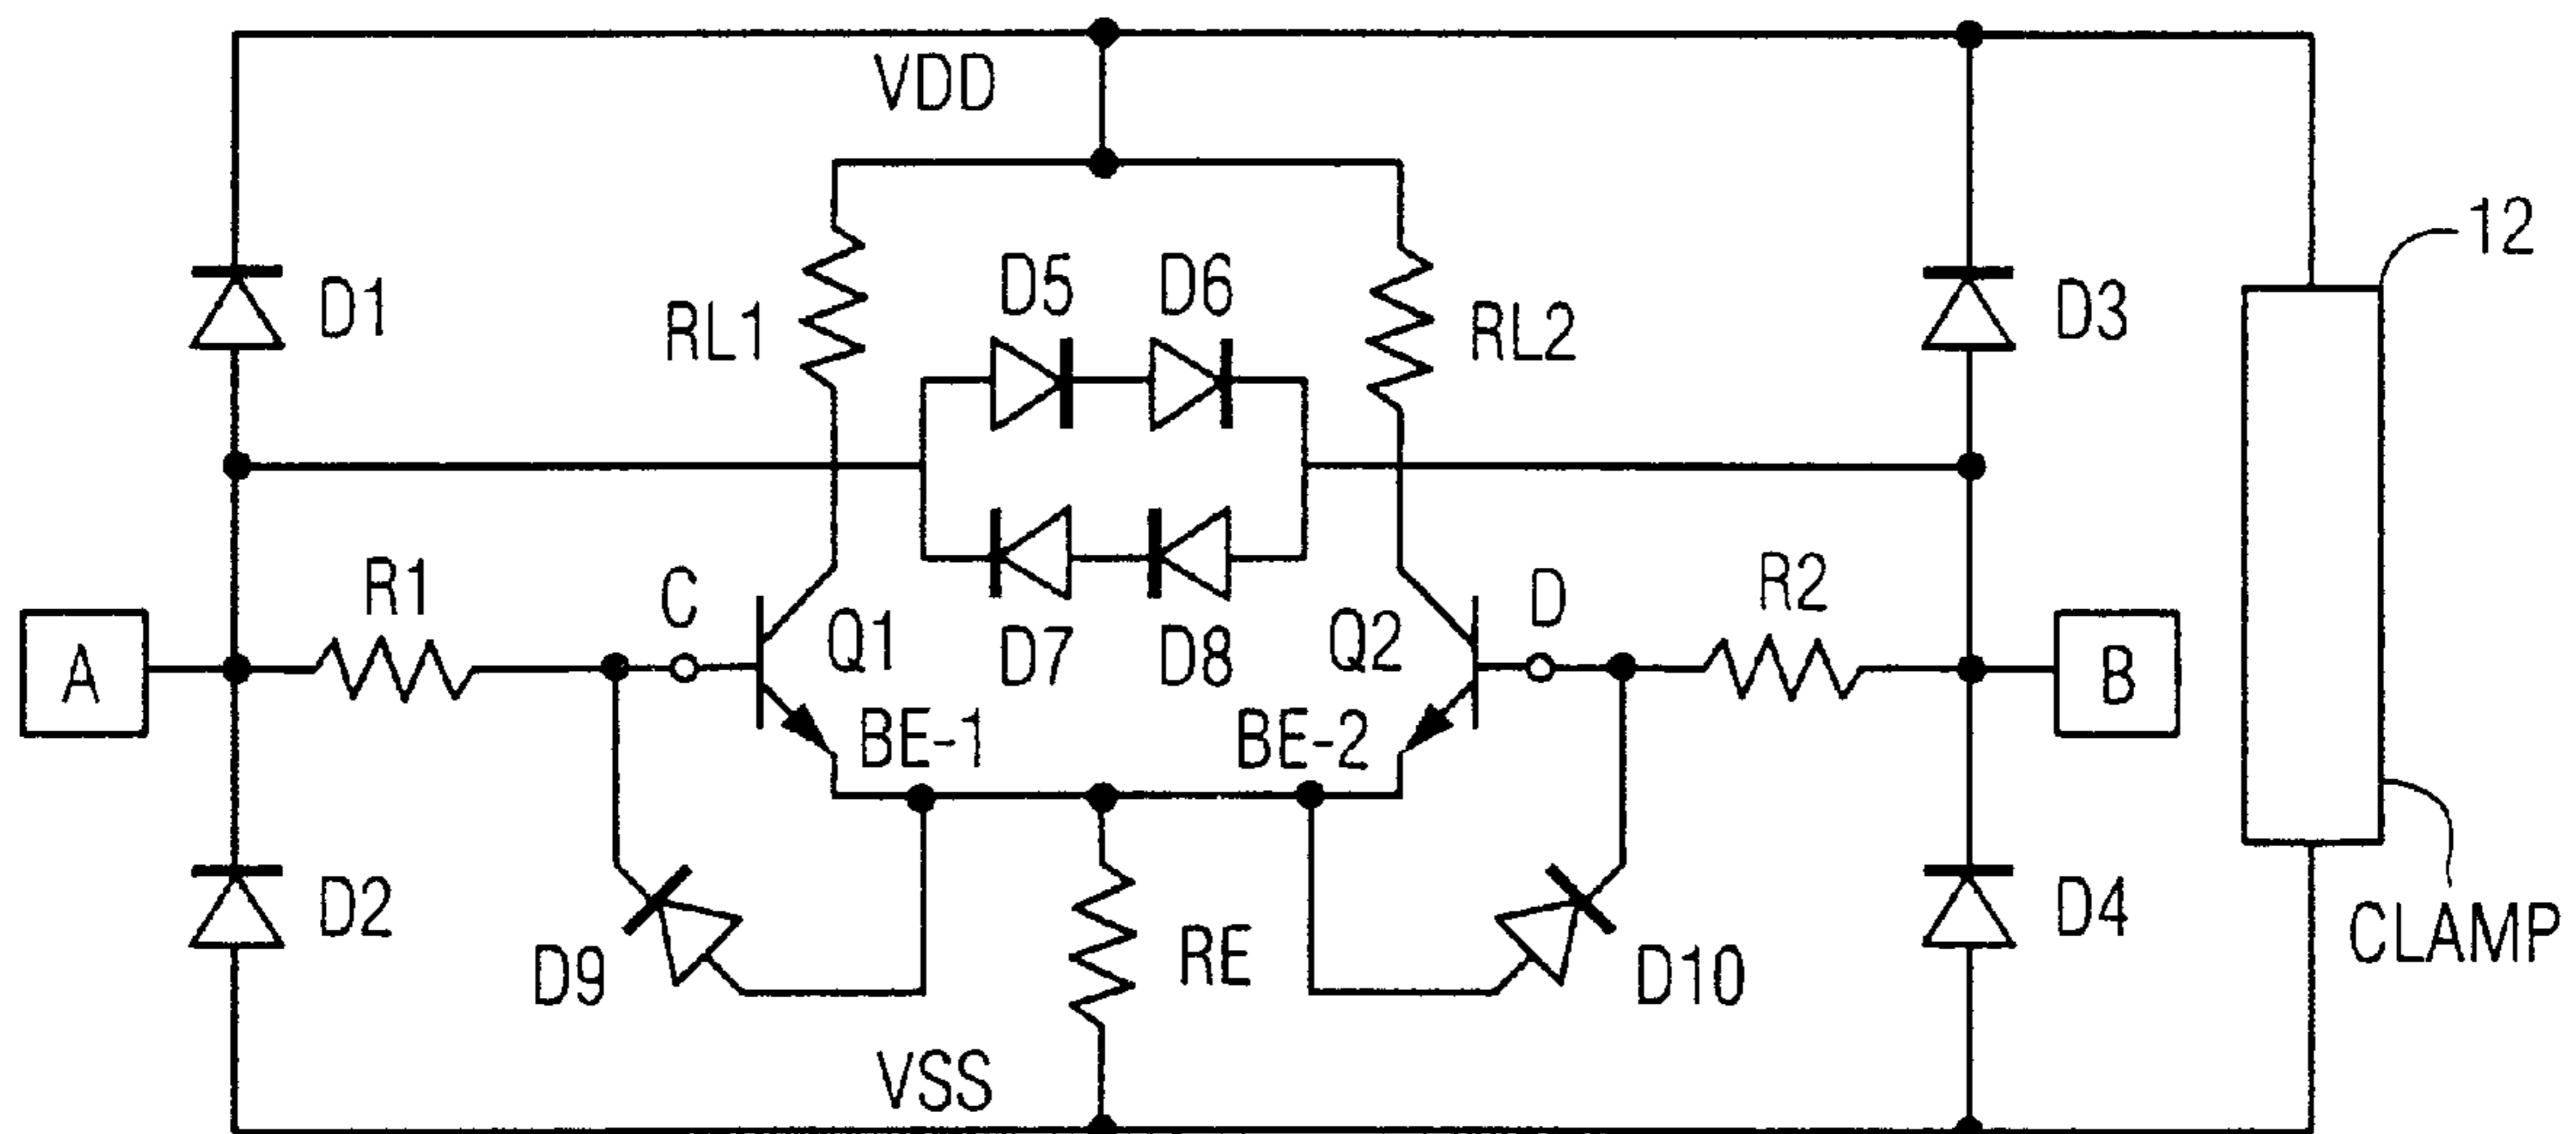 VDD
12
D1
RL1
D5
D6
RL2
D3
A
R1
C
Q1
D7
D8
Q2
D
R2
B
BE-1
BE-2
D2
D9
RE
D10
D4
CLAMP
VSS